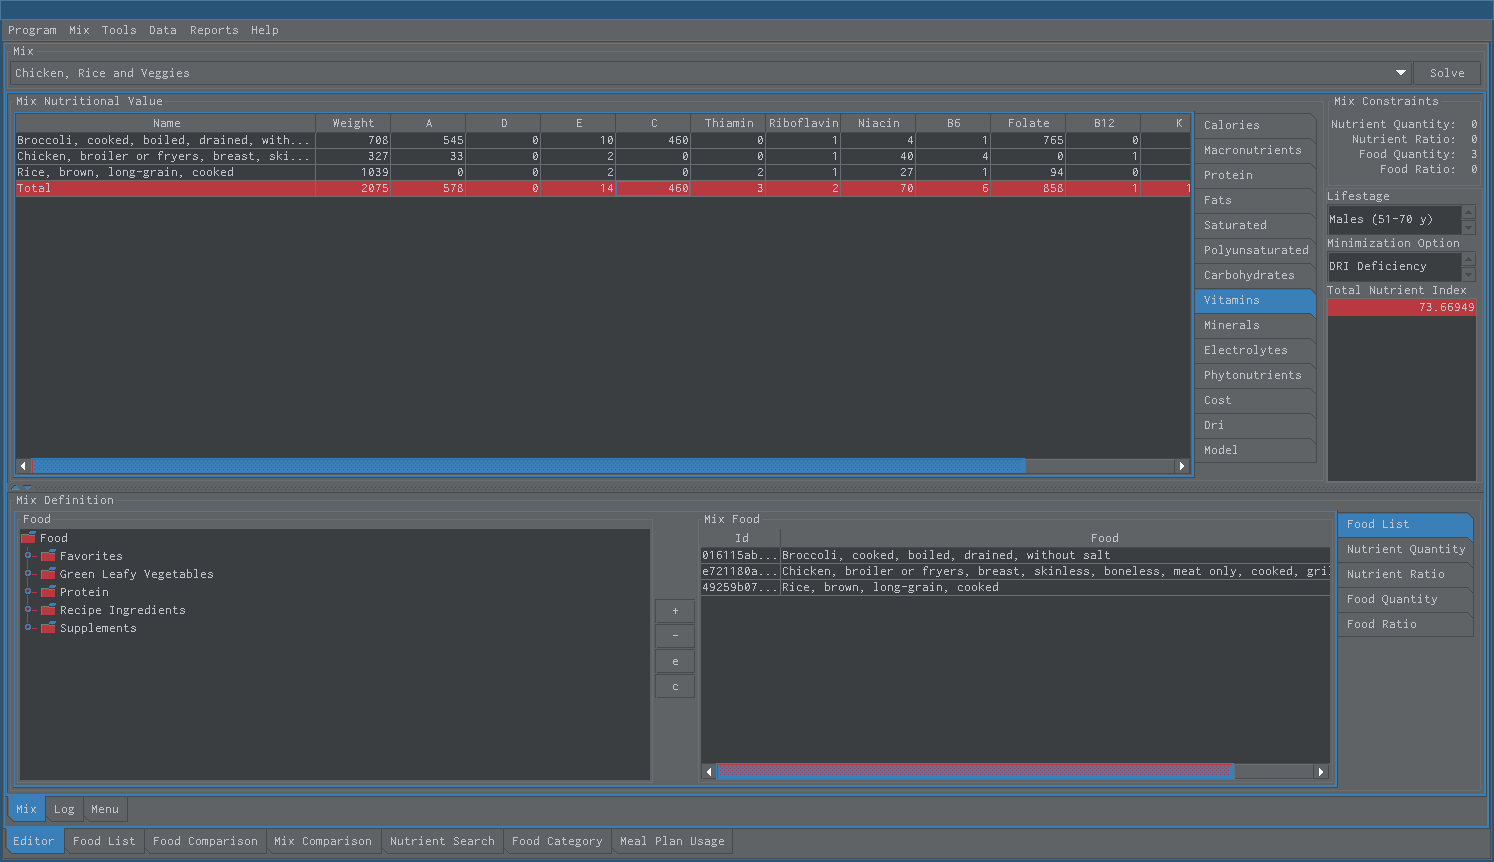 Program Mix Tools Data Reports Help
Mix
Chicken, Rice and Veggies Solve
Mix Nutritional Value
Name Weight A D E C Thiamin Riboflavin Niacin B6 Folate B12 K
Broccoli, cooked, boiled, drained, with... 708 545 0 10 460 0 1 4 1 765 0
Chicken, broiler or fryers, breast, ski... 327 33 0 2 0 0 1 40 4 0 1
Rice, brown, long-grain, cooked 1039 0 0 2 0 2 1 27 1 94 0
Total 2075 578 0 14 460 3 2 70 6 858 1 1
Calories
Macronutrients
Protein
Fats
Saturated
Polyunsaturated
Carbohydrates
Vitamins
Minerals
Electrolytes
Phytonutrients
Cost
Dri
Model
Mix Constraints
Nutrient Quantity: 0
Nutrient Ratio: 0
Food Quantity: 3
Food Ratio: 0
Lifestage
Males (51-70 y)
Minimization Option
DRI Deficiency
Total Nutrient Index
73.66949
Mix Definition
Food
Food
Favorites
Green Leafy Vegetables
Protein
Recipe Ingredients
Supplements
+
-
e
c
Mix Food
Id Food
016115ab... Broccoli, cooked, boiled, drained, without salt
e721180a... Chicken, broiler or fryers, breast, skinless, boneless, meat only, cooked, gril
49259b07... Rice, brown, long-grain, cooked
Food List
Nutrient Quantity
Nutrient Ratio
Food Quantity
Food Ratio
Mix Log Menu
Editor Food List Food Comparison Mix Comparison Nutrient Search Food Category Meal Plan Usage